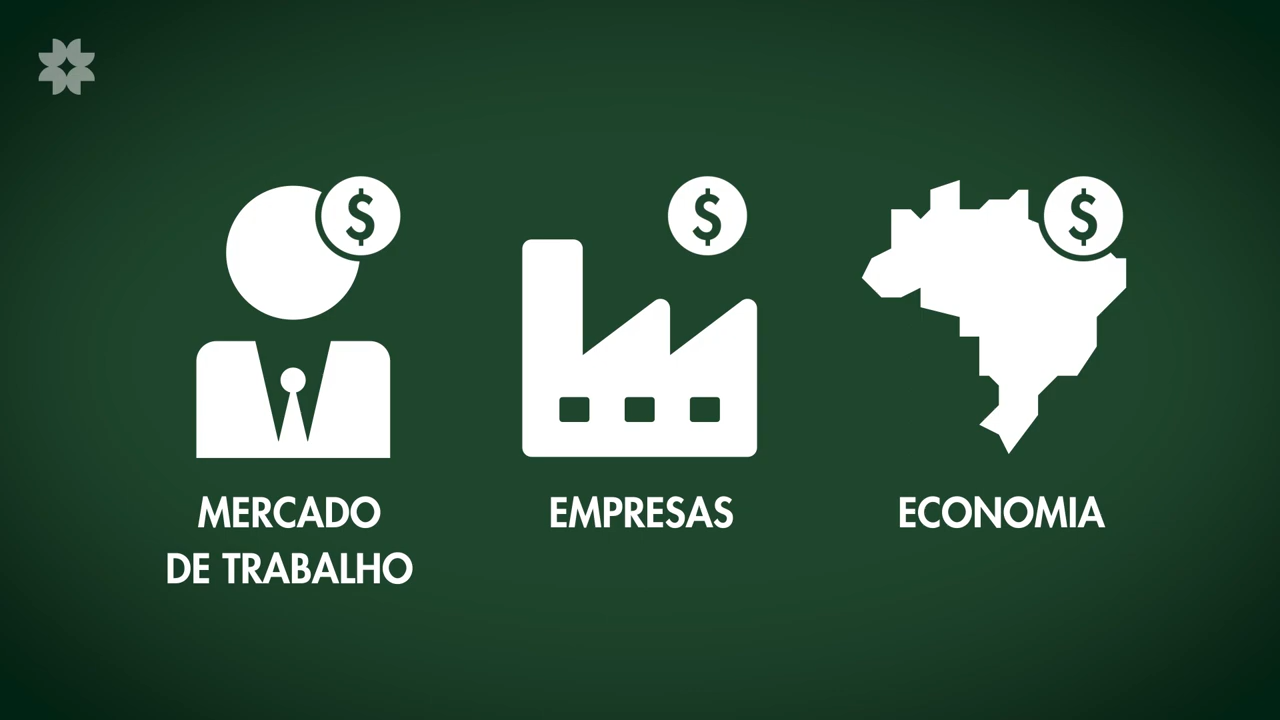 $
$
$
MERCADO
DE TRABALHO
EMPRESAS
ECONOMIA